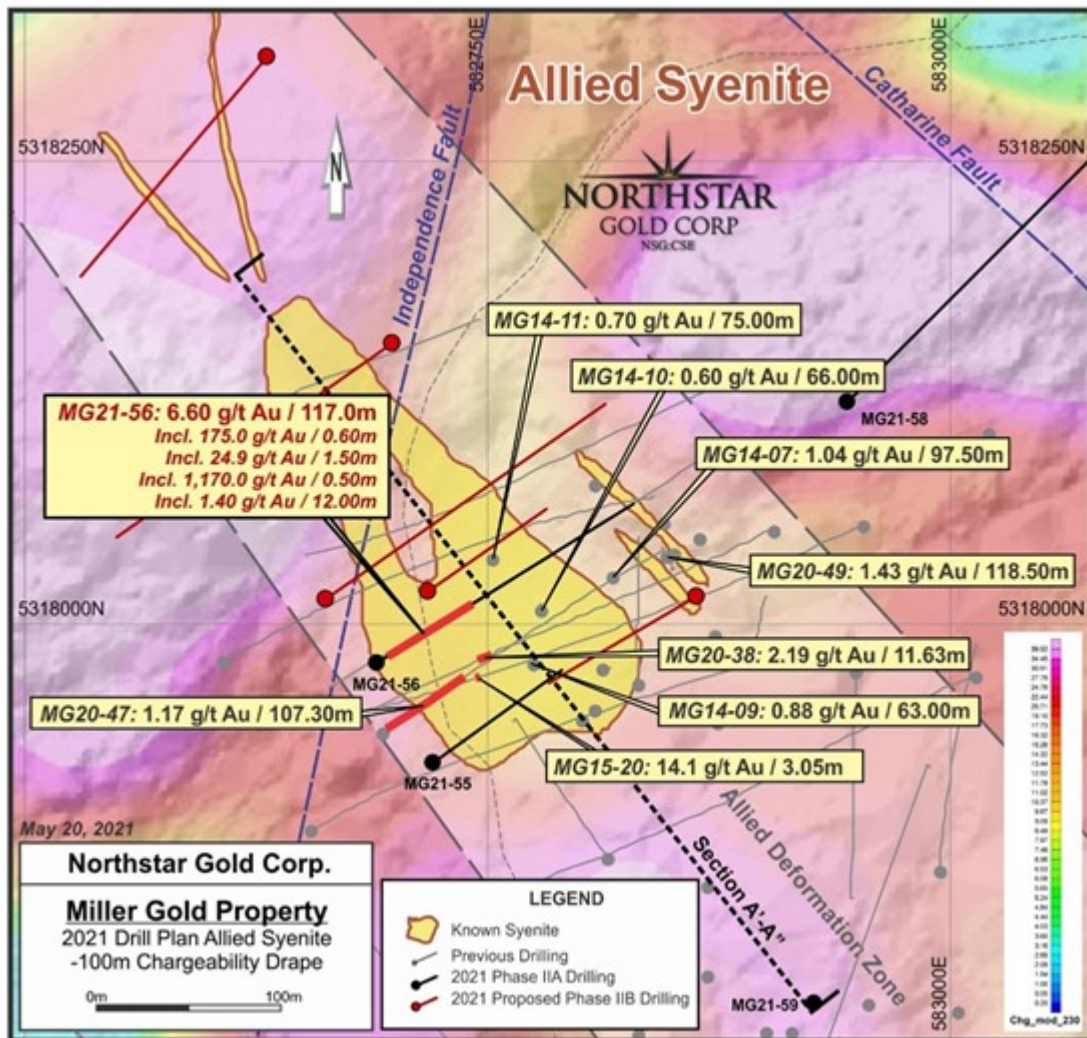 582750E
583000E
Allied Syenite
Catharine Fault
5318250N
5318250N
N
Independence Fault
NORTHSTAR
GOLD CORP
NSG:CSE
MG14-11: 0.70 g/t Au / 75.00m
MG14-10: 0.60 g/t Au / 66.00m
MG21-58
MG21-56: 6.60 g/t Au / 117.0m
Incl. 175.0 g/t Au / 0.60m
Incl. 24.9 g/t Au / 1.50m
Incl. 1,170.0 g/t Au / 0.50m
Incl. 1.40 g/t Au / 12.00m
MG14-07: 1.04 g/t Au / 97.50m
MG20-49: 1.43 g/t Au / 118.50m
5318000N
5318000N
MG20-38: 2.19 g/t Au / 11.63m
MG21-56
MG20-47: 1.17 g/t Au / 107.30m
MG14-09: 0.88 g/t Au / 63.00m
MG21-55
MG15-20: 14.1 g/t Au / 3.05m
Allied Deformation Zone
Section A'-A"
May 20, 2021
Northstar Gold Corp.
Miller Gold Property
2021 Drill Plan Allied Syenite
-100m Chargeability Drape
0m
100m
LEGEND
Known Syenite
Previous Drilling
2021 Phase IIA Drilling
2021 Proposed Phase IIB Drilling
MG21-59
583000E
Chg_mod_230